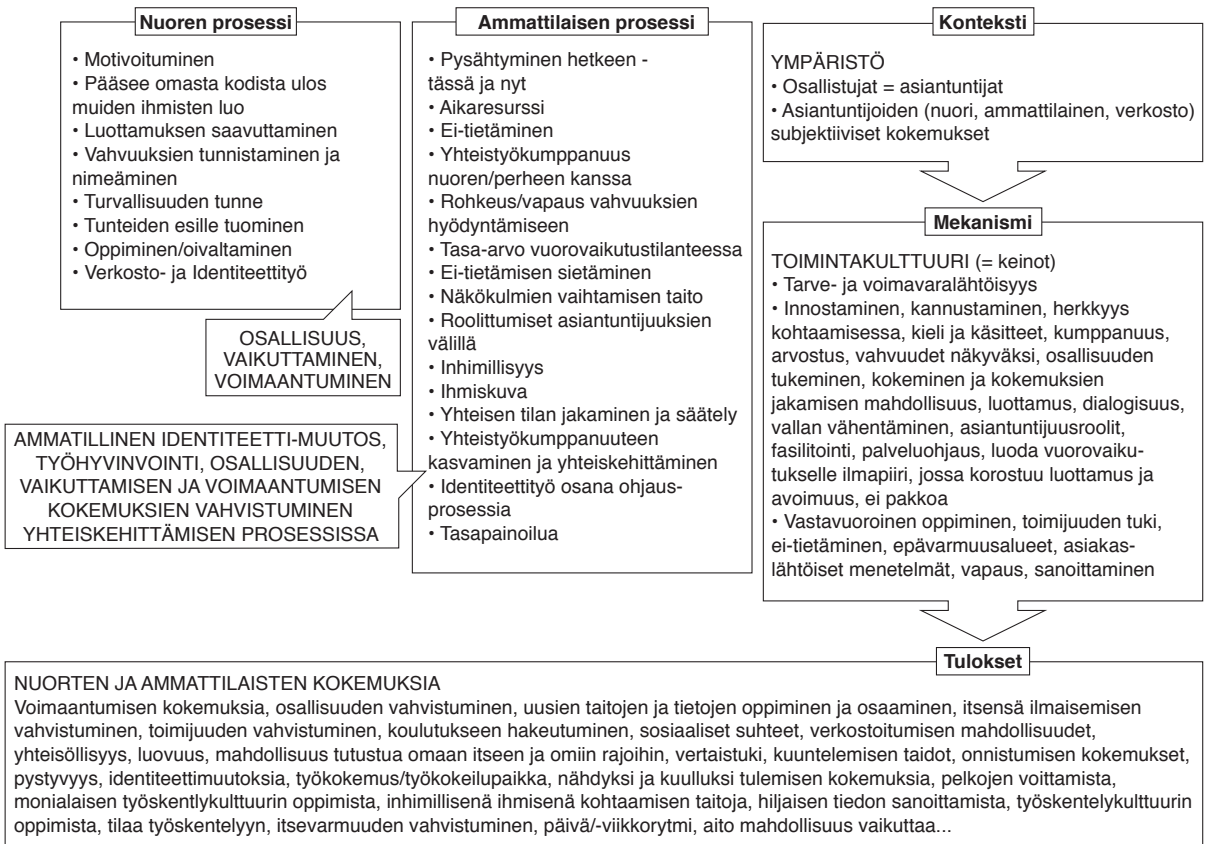 Nuoren prosessi
• Motivoituminen
• Pääsee omasta kodista ulos
muiden ihmisten luo
• Luottamuksen saavuttaminen
• Vahvuuksien tunnistaminen ja
nimeäminen
• Turvallisuuden tunne
• Tunteiden esille tuominen
• Oppiminen/oivaltaminen
• Verkosto- ja Identiteettityö
OSALLISUUS,
VAIKUTTAMINEN,
VOIMAANTUMINEN
AMMATILLINEN IDENTITEETTI-MUUTOS,
TYÖHYVINVOINTI, OSALLISUUDEN,
VAIKUTTAMISEN JA VOIMAANTUMISEN
KOKEMUKSIEN VAHVISTUMINEN
YHTEISKEHITTÄMISEN PROSESSISSA
Ammattilaisen prosessi
• Pysähtyminen hetkeen -
tässä ja nyt
• Aikaresurssi
• Ei-tietäminen
• Yhteistyökumppanuus
nuoren/perheen kanssa
• Rohkeus/vapaus vahvuuksien
hyödyntämiseen
• Tasa-arvo vuorovaikutustilanteessa
• Ei-tietämisen sietäminen
• Näkökulmien vaihtamisen taito
• Roolittumiset asiantuntijuuksien
välillä
• Inhimillisyys
• Ihmiskuva
• Yhteisen tilan jakaminen ja säätely
• Yhteistyökumppanuuteen
kasvaminen ja yhteiskehittäminen
• Identiteettityö osana ohjaus-
prosessia
• Tasapainoilua
Konteksti
YMPÄRISTÖ
• Osallistujat = asiantuntijat
• Asiantuntijoiden (nuori, ammattilainen, verkosto)
subjektiiviset kokemukset
Mekanismi
TOIMINTAKULTTUURI (= keinot)
• Tarve- ja voimavaralähtöisyys
• Innostaminen, kannustaminen, herkkyys
kohtaamisessa, kieli ja käsitteet, kumppanuus,
arvostus, vahvuudet näkyväksi, osallisuuden
tukeminen, kokeminen ja kokemuksien
jakamisen mahdollisuus, luottamus, dialogisuus,
vallan vähentäminen, asiantuntijuusroolit,
fasilitointi, palveluohjaus, luoda vuorovaiku-
tukselle ilmapiiri, jossa korostuu luottamus ja
avoimuus, ei pakkoa
• Vastavuoroinen oppiminen, toimijuuden tuki,
ei-tietäminen, epävarmuusalueet, asiakas-
lähtöiset menetelmät, vapaus, sanoittaminen
Tulokset
NUORTEN JA AMMATTILAISTEN KOKEMUKSIA
Voimaantumisen kokemuksia, osallisuuden vahvistuminen, uusien taitojen ja tietojen oppiminen ja osaaminen, itsensä ilmaisemisen
vahvistuminen, toimijuuden vahvistuminen, koulutukseen hakeutuminen, sosiaaliset suhteet, verkostoitumisen mahdollisuudet,
yhteisöllisyys, luovuus, mahdollisuus tutustua omaan itseen ja omiin rajoihin, vertaistuki, kuuntelemisen taidot, onnistumisen kokemukset,
pystyvyys, identiteettimuutoksia, työkokemus/työkokeilupaikka, nähdyksi ja kuulluksi tulemisen kokemuksia, pelkojen voittamista,
monialaisen työskentlykulttuurin oppimista, inhimillisenä ihmisenä kohtaamisen taitoja, hiljaisen tiedon sanoittamista, työskentelykulttuurin
oppimista, tilaa työskentelyyn, itsevarmuuden vahvistuminen, päivä/-viikkorytmi, aito mahdollisuus vaikuttaa...